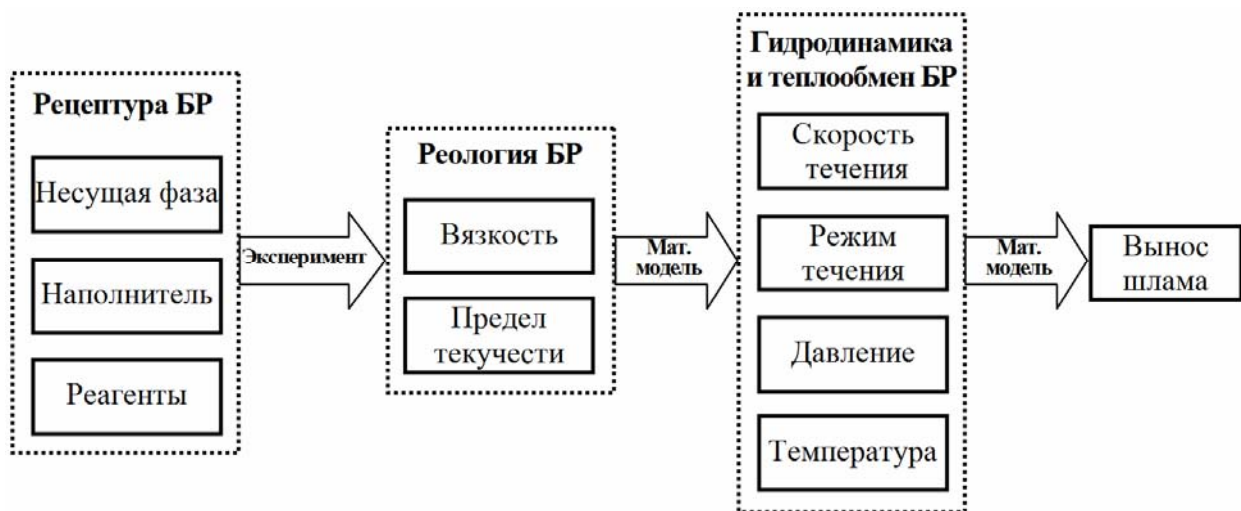 Рецептура БР
Несущая фаза
Наполнитель
Реагенты
Эксперимент
Реология БР
Вязкость
Предел
текучести
Мат.
модель
Гидродинамика
и теплообмен БР
Скорость
течения
Режим
течения
Давление
Температура
Мат.
модель
Вынос
шлама